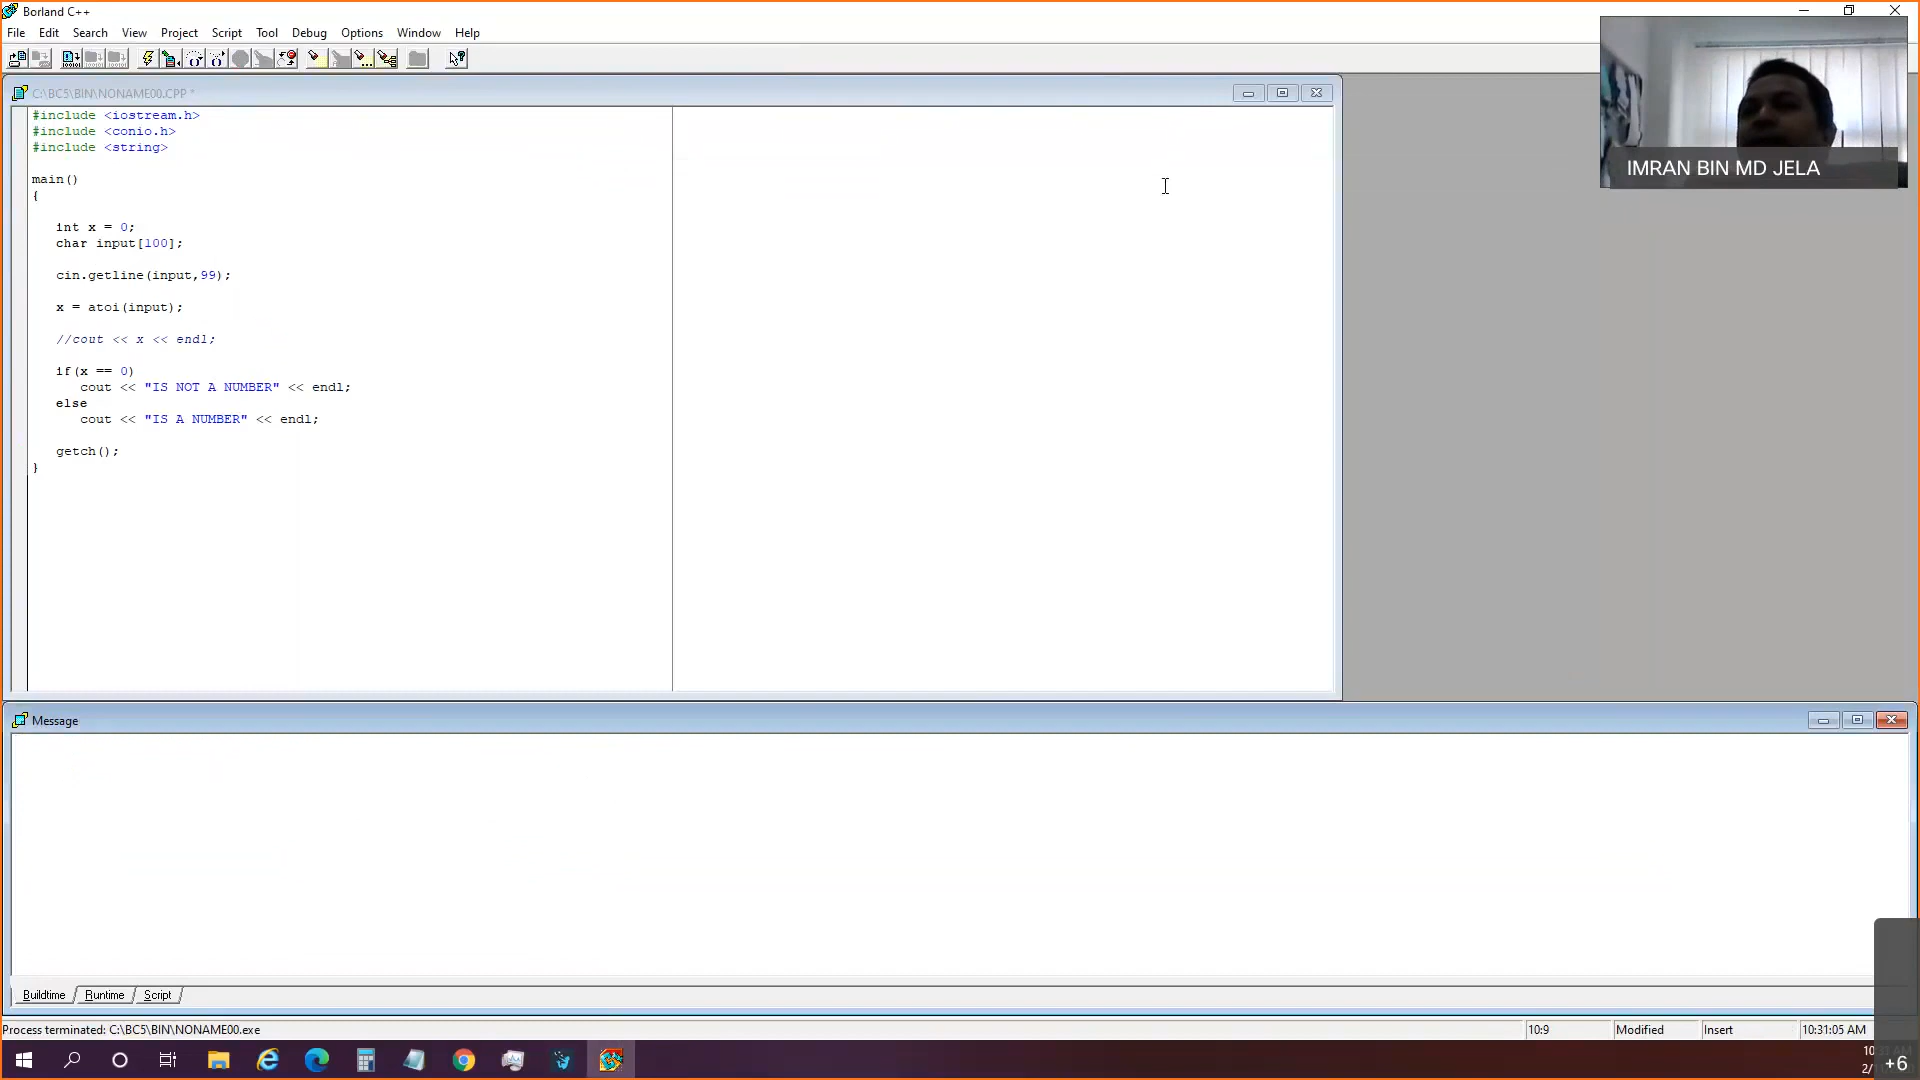 Borland C++
File Edit Search View Project Script Tool Debug Options Window Help
C:\BC5\BIN\NONAME00.CPP *
#include <iostream.h>
#include <conio.h>
#include <string>
main()
{
int x = 0;
char input[100];
cin.getline(input,99);
x = atoi(input);
//cout << x << endl;
if(x == 0)
cout << "IS NOT A NUMBER" << endl;
else
cout << "IS A NUMBER" << endl;
getch();
}
IMRAN BIN MD JELA
Message
Buildtime Runtime Script
Process terminated: C:\BC5\BIN\NONAME00.exe 10:9 Modified Insert 10:31:05 AM
+6